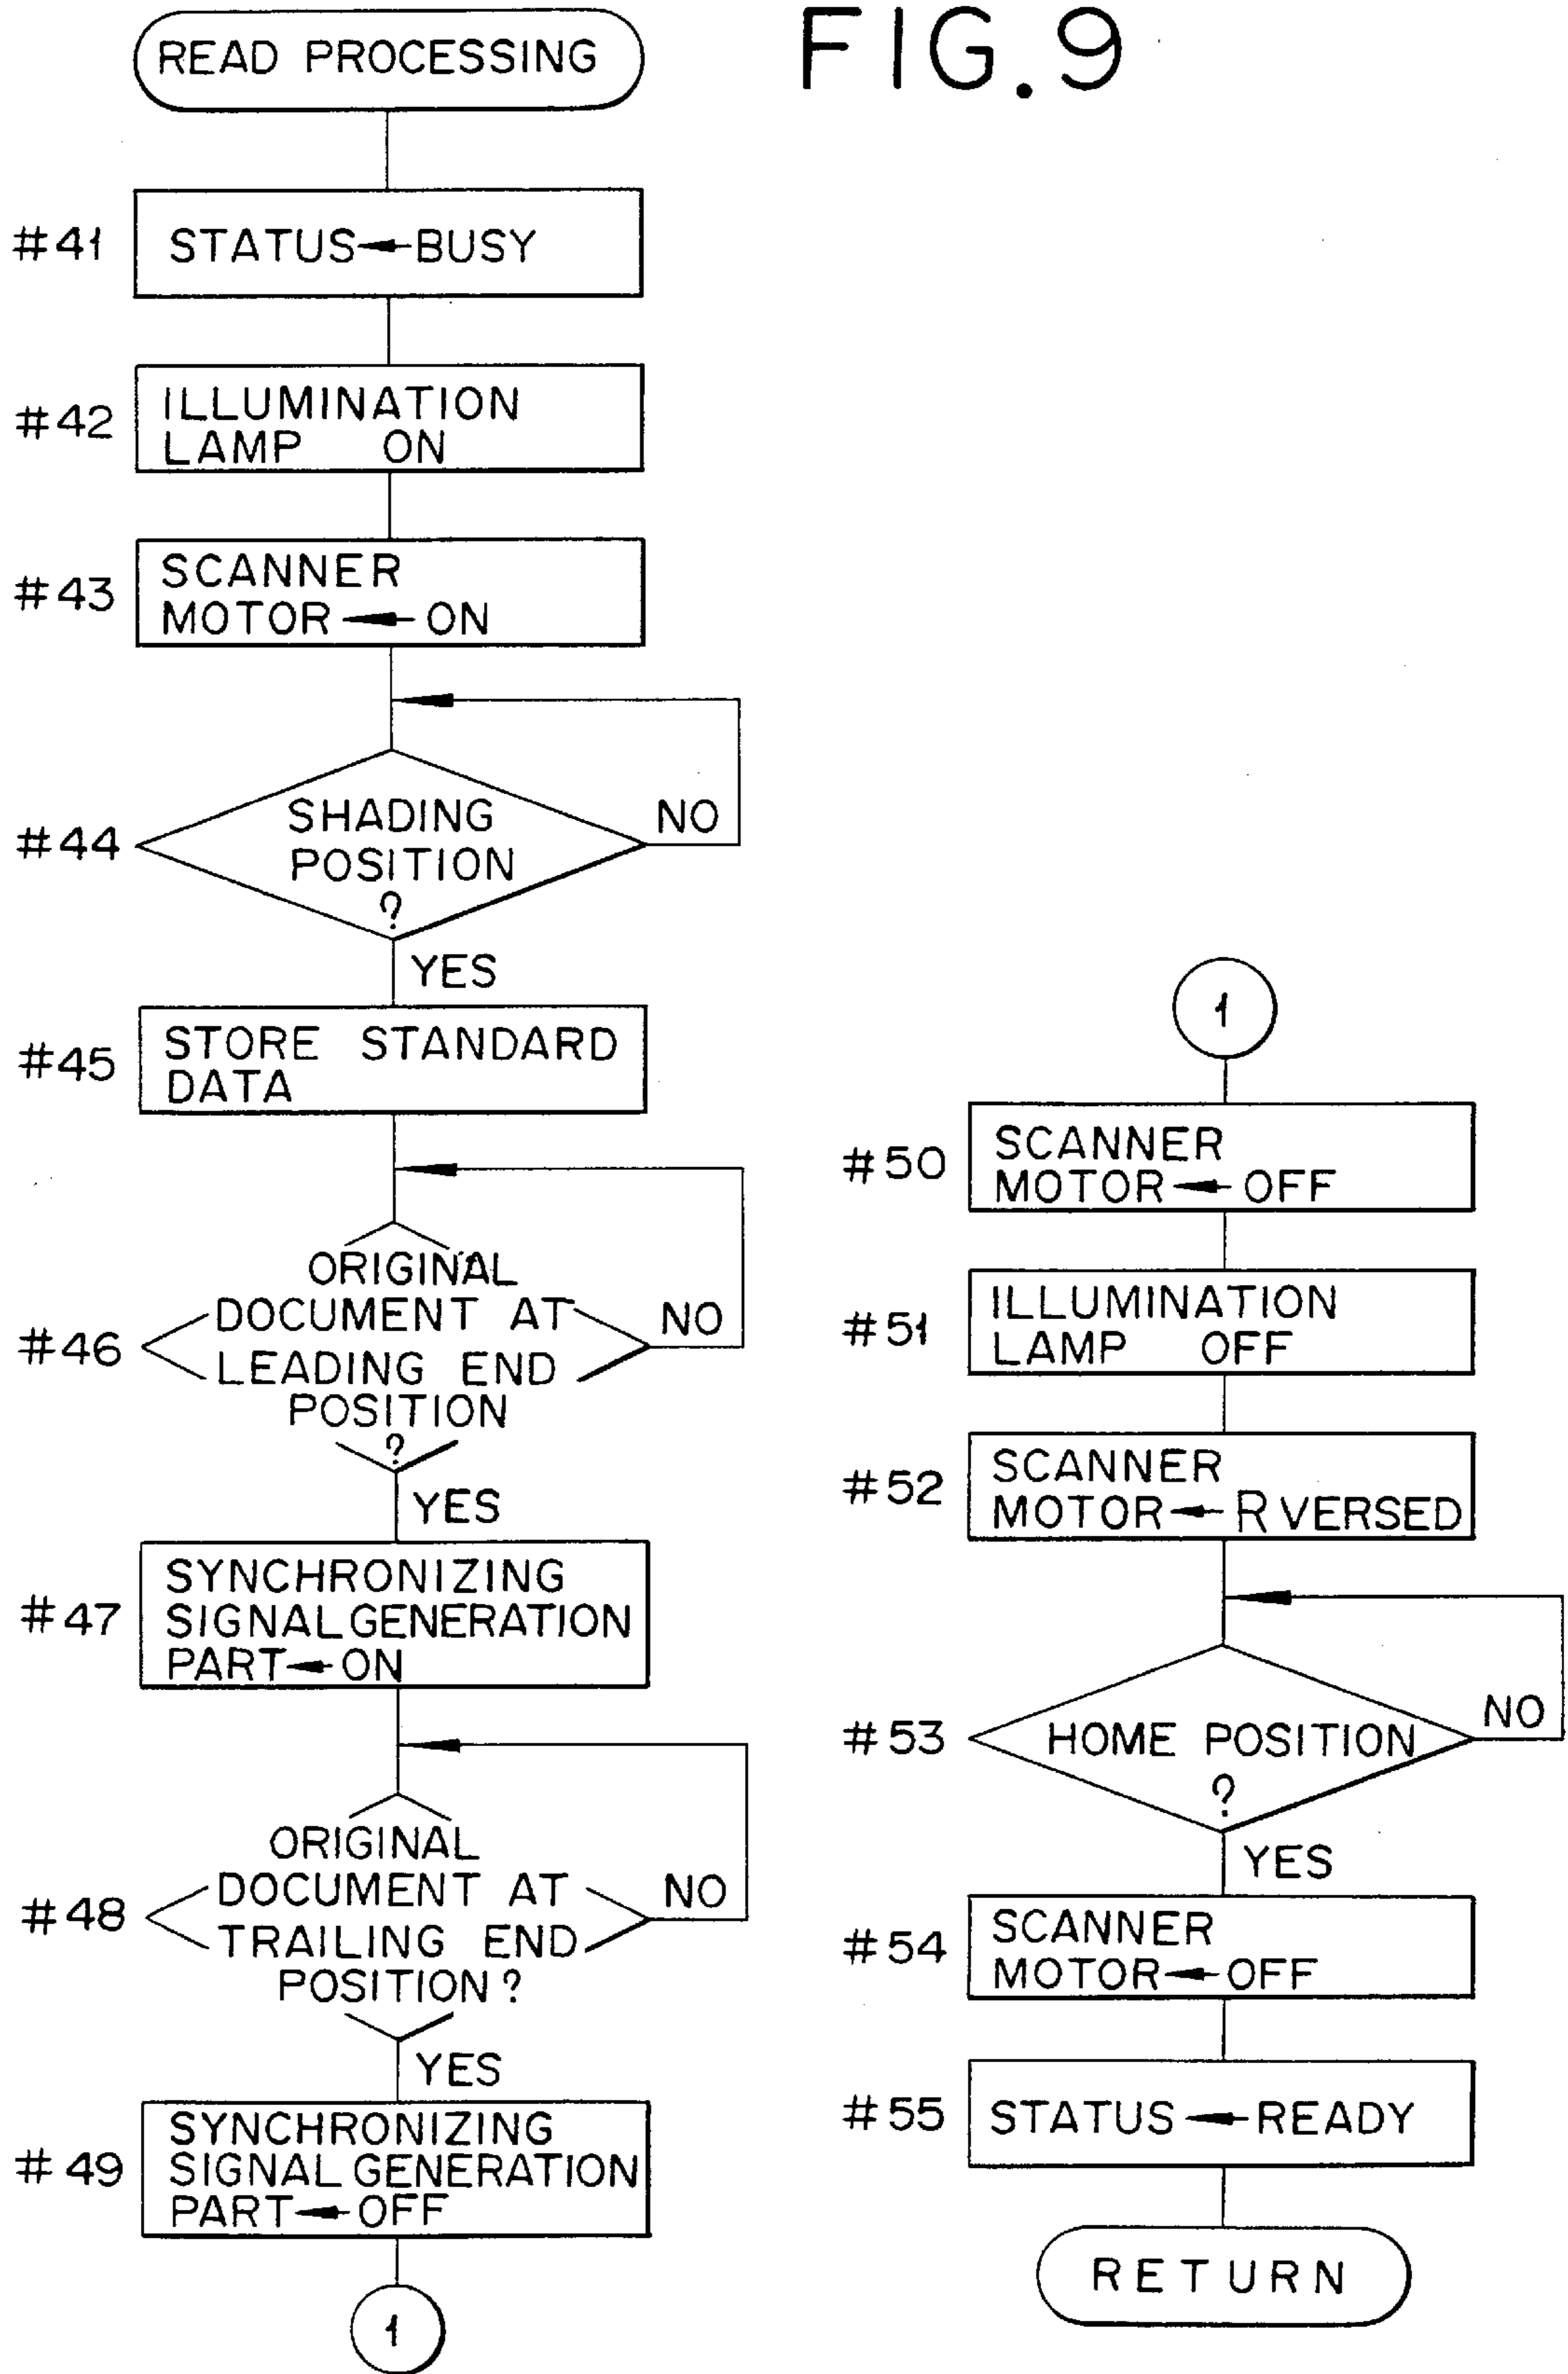 FIG.9
READ PROCESSING
#41
STATUS←BUSY
#42
ILLUMINATION
LAMP ON
#43
SCANNER
MOTOR←ON
#44
SHADING
POSITION
?
NO
YES
#45
STORE STANDARD
DATA
#46
ORIGINAL
DOCUMENT AT
LEADING END
POSITION
?
NO
YES
#47
SYNCHRONIZING
SIGNAL GENERATION
PART←ON
#48
ORIGINAL
DOCUMENT AT
TRAILING END
POSITION?
NO
YES
#49
SYNCHRONIZING
SIGNAL GENERATION
PART←OFF
1
1
#50
SCANNER
MOTOR←OFF
#51
ILLUMINATION
LAMP OFF
#52
SCANNER
MOTOR←RVERSED
#53
HOME POSITION
?
NO
YES
#54
SCANNER
MOTOR←OFF
#55
STATUS←READY
RETURN